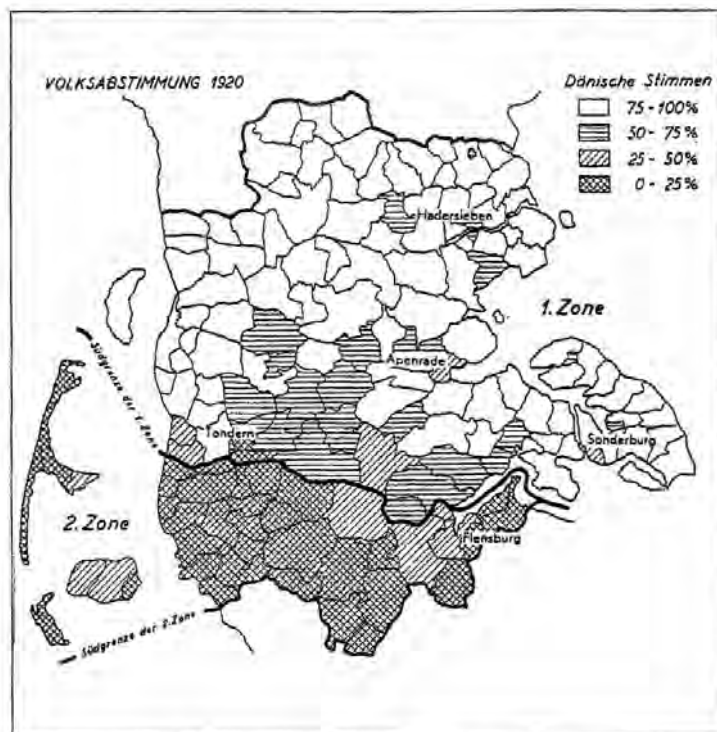 VOLKSABSTIMMUNG 1920
Dänische Stimmen
75-100%
50-75%
25-50%
0-25%
Hadersleben
1. Zone
Apenrade
Südgrenze der 1. Zone
Tondern
Sonderburg
2. Zone
Flensburg
Südgrenze der 2. Zone